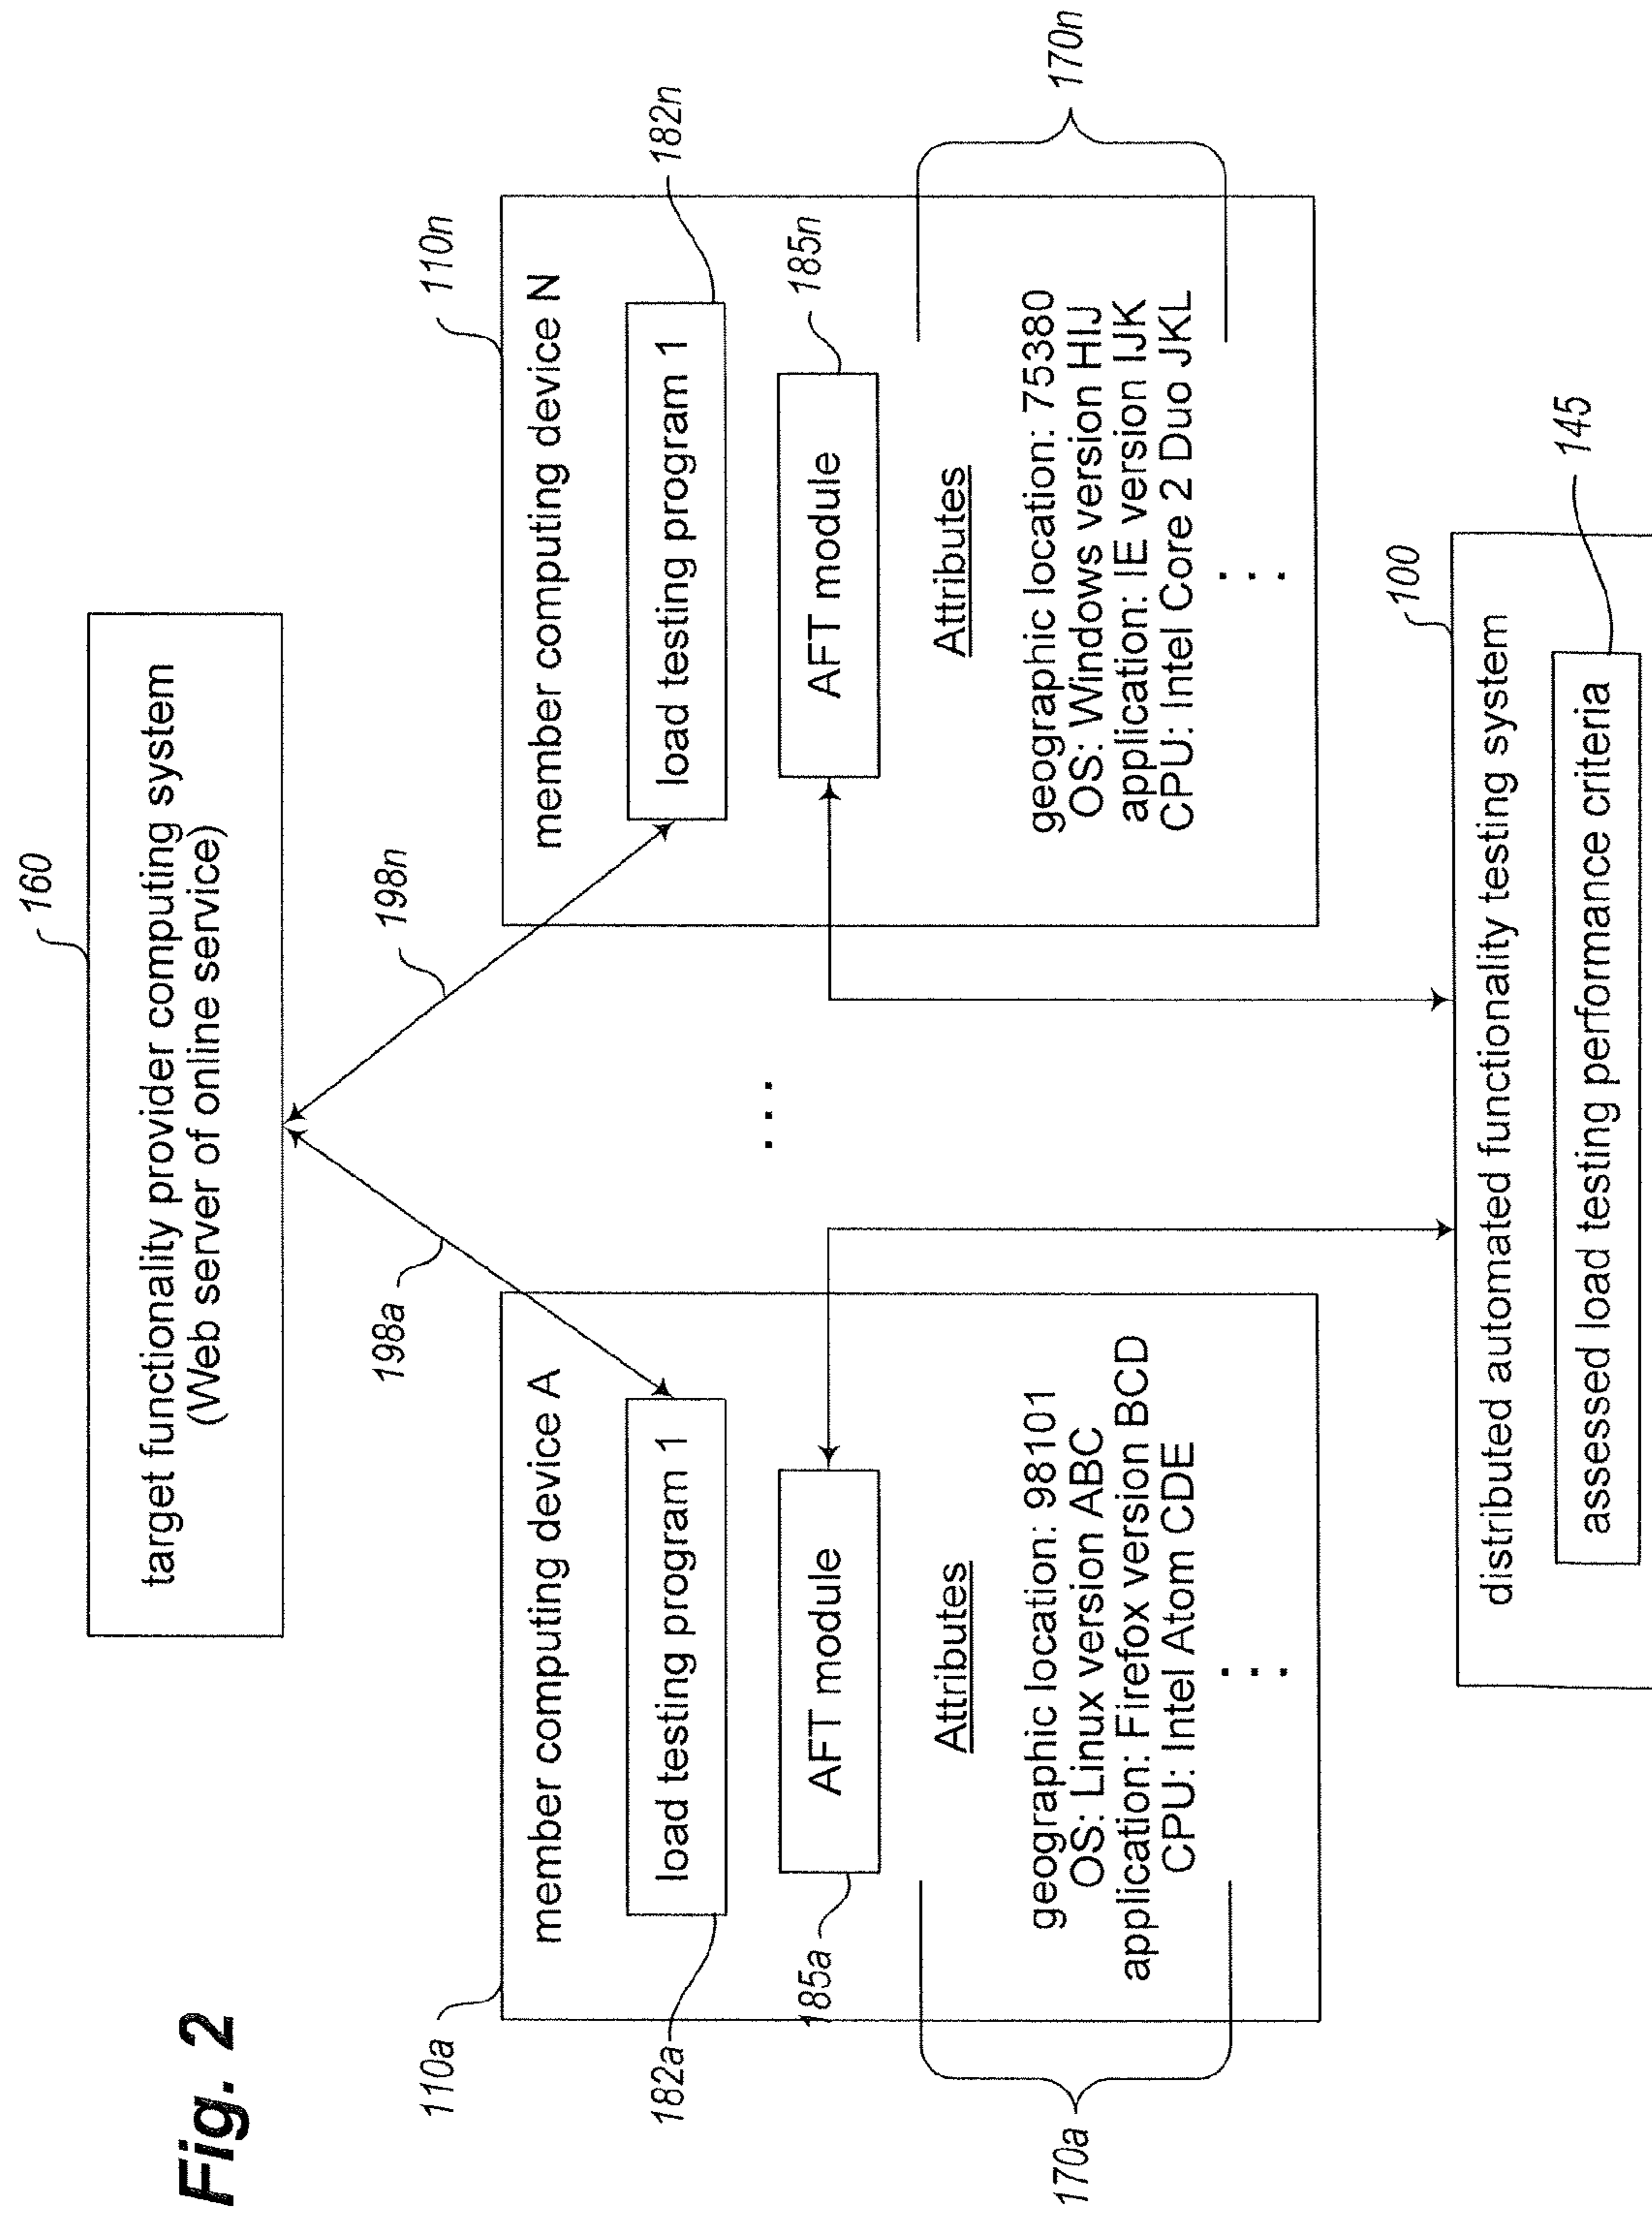 Fig. 2
160
target functionality provider computing system
(Web server of online service)
198a
198n
110a
member computing device A
182a
load testing program 1
185a
AFT module
Attributes
170a
geographic location: 98101
OS: Linux version ABC
application: Firefox version BCD
CPU: Intel Atom CDE
...
...
110n
member computing device N
load testing program 1
182n
AFT module
185n
Attributes
170n
geographic location: 75380
OS: Windows version HIJ
application: IE version IJK
CPU: Intel Core 2 Duo JKL
...
100
distributed automated functionality testing system
assessed load testing performance criteria
145